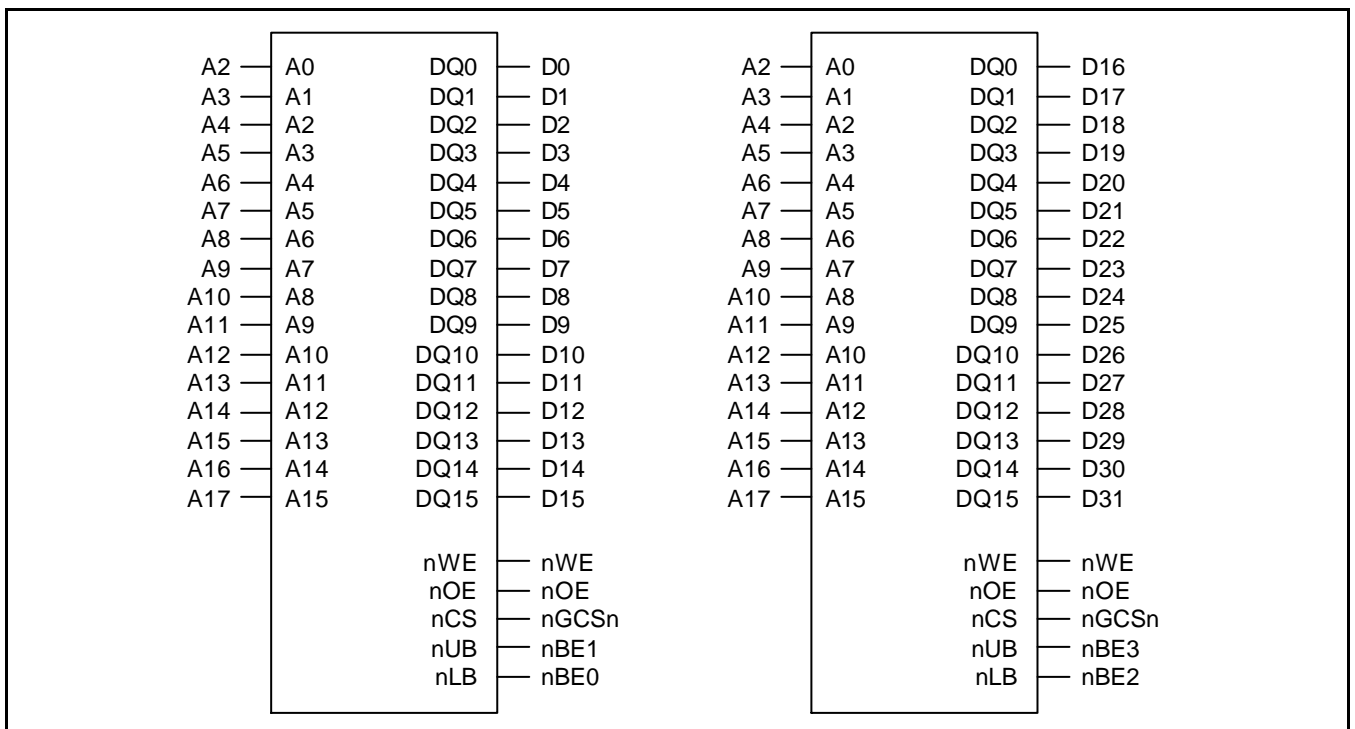 A2 A0 DQ0 D0 A2 A0 DQ0 D16
A3 A1 DQ1 D1 A3 A1 DQ1 D17
A4 A2 DQ2 D2 A4 A2 DQ2 D18
A5 A3 DQ3 D3 A5 A3 DQ3 D19
A6 A4 DQ4 D4 A6 A4 DQ4 D20
A7 A5 DQ5 D5 A7 A5 DQ5 D21
A8 A6 DQ6 D6 A8 A6 DQ6 D22
A9 A7 DQ7 D7 A9 A7 DQ7 D23
A10 A8 DQ8 D8 A10 A8 DQ8 D24
A11 A9 DQ9 D9 A11 A9 DQ9 D25
A12 A10 DQ10 D10 A12 A10 DQ10 D26
A13 A11 DQ11 D11 A13 A11 DQ11 D27
A14 A12 DQ12 D12 A14 A12 DQ12 D28
A15 A13 DQ13 D13 A15 A13 DQ13 D29
A16 A14 DQ14 D14 A16 A14 DQ14 D30
A17 A15 DQ15 D15 A17 A15 DQ15 D31
nWE nWE nWE nWE
nOE nOE nOE nOE
nCS nGCSn nCS nGCSn
nUB nBE1 nUB nBE3
nLB nBE0 nLB nBE2